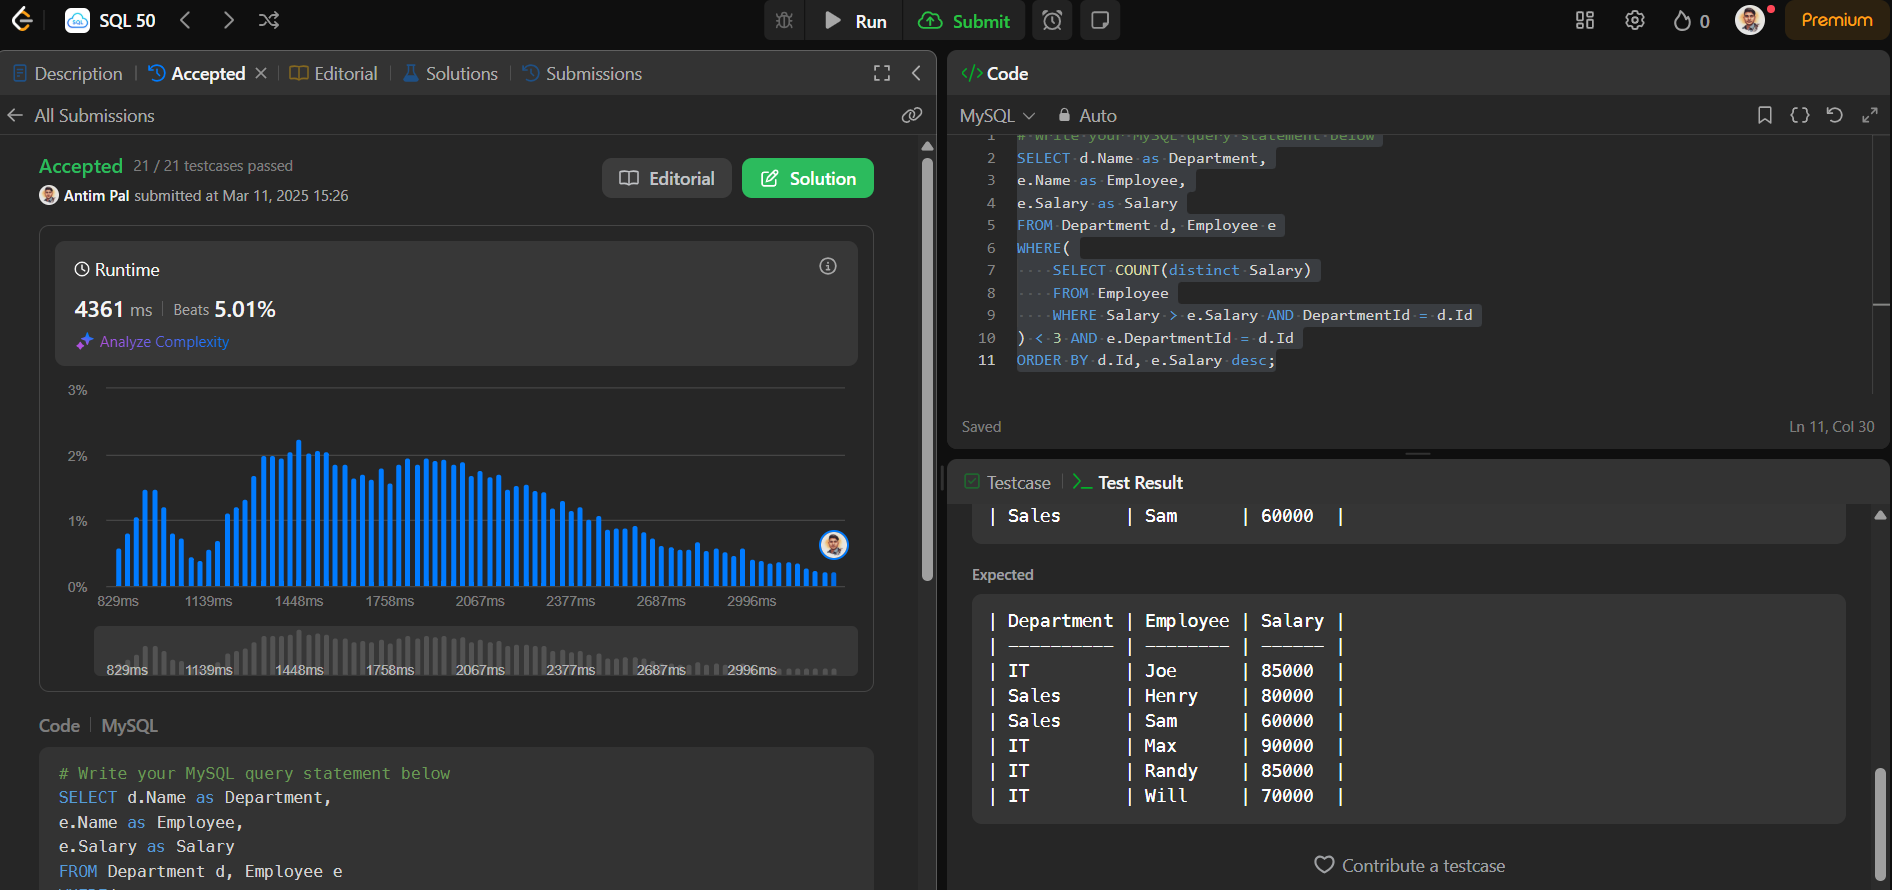 SQL 50
Run
Submit
0
Premium
Description
Accepted
Editorial
Solutions
Submissions
All Submissions
Accepted 21 / 21 testcases passed
Antim Pal submitted at Mar 11, 2025 15:26
Editorial
Solution
Runtime
4361 ms | Beats 5.01%
Analyze Complexity
3%
2%
1%
0%
829ms 1139ms 1448ms 1758ms 2067ms 2377ms 2687ms 2996ms
829ms 1139ms 1448ms 1758ms 2067ms 2377ms 2687ms 2996ms
Code | MySQL
# Write your MySQL query statement below
SELECT d.Name as Department,
e.Name as Employee,
e.Salary as Salary
FROM Department d, Employee e
</> Code
MySQL
Auto
1 # Write your MySQL query statement below
2 SELECT d.Name as Department,
3 e.Name as Employee,
4 e.Salary as Salary
5 FROM Department d, Employee e
6 WHERE(
7 SELECT COUNT(distinct Salary)
8 FROM Employee
9 WHERE Salary > e.Salary AND DepartmentId = d.Id
10 ) < 3 AND e.DepartmentId = d.Id
11 ORDER BY d.Id, e.Salary desc;
Saved
Ln 11, Col 30
Testcase
Test Result
| Sales | Sam | 60000 |
Expected
| Department | Employee | Salary |
| ---------- | -------- | ------ |
| IT | Joe | 85000 |
| Sales | Henry | 80000 |
| Sales | Sam | 60000 |
| IT | Max | 90000 |
| IT | Randy | 85000 |
| IT | Will | 70000 |
Contribute a testcase